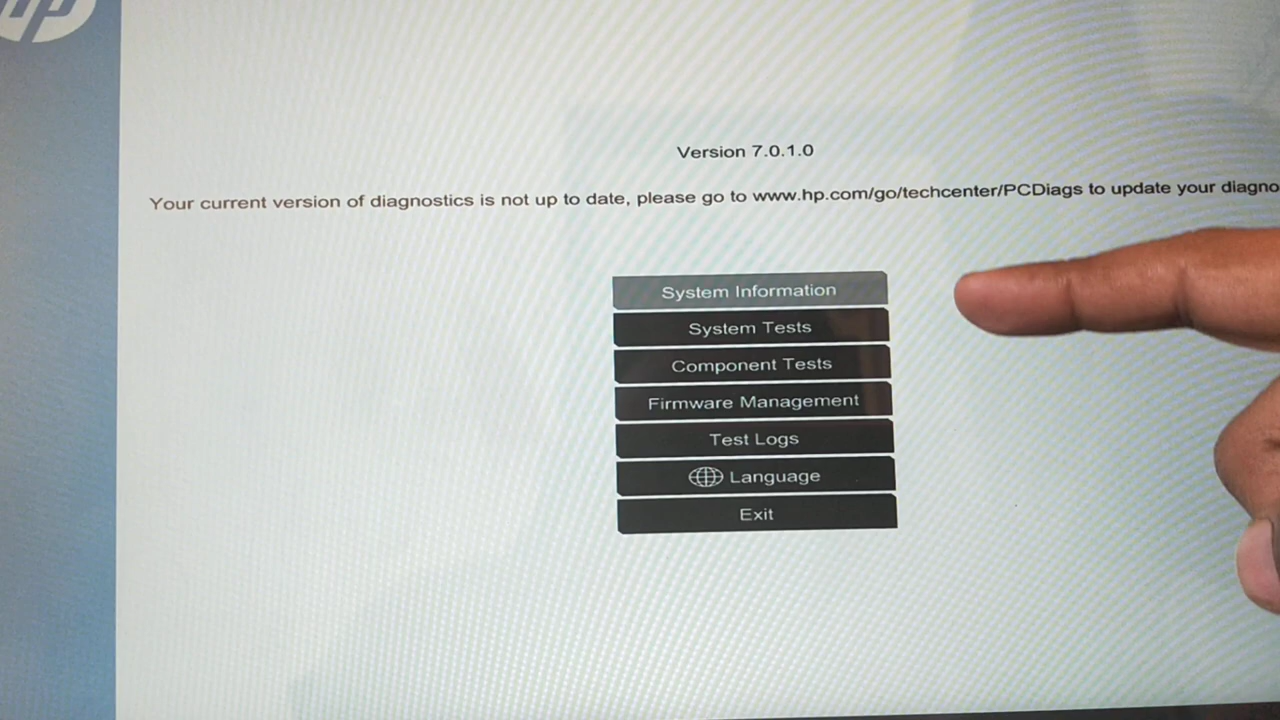 hp
Version 7.0.1.0
Your current version of diagnostics is not up to date, please go to www.hp.com/go/techcenter/PCDiags to update your diagno
System Information
System Tests
Component Tests
Firmware Management
Test Logs
Language
Exit